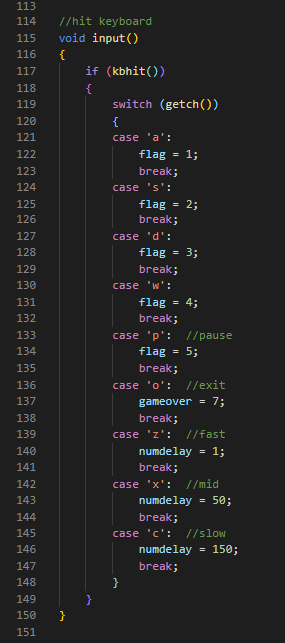 113
114 //hit keyboard
115 void input()
116 {
117     if (kbhit())
118     {
119         switch (getch())
120         {
121         case 'a':
122             flag = 1;
123             break;
124         case 's':
125             flag = 2;
126             break;
127         case 'd':
128             flag = 3;
129             break;
130         case 'w':
131             flag = 4;
132             break;
133         case 'p':  //pause
134             flag = 5;
135             break;
136         case 'o':  //exit
137             gameover = 7;
138             break;
139         case 'z':  //fast
140             numdelay = 1;
141             break;
142         case 'x':  //mid
143             numdelay = 50;
144             break;
145         case 'c':  //slow
146             numdelay = 150;
147             break;
148         }
149     }
150 }
151